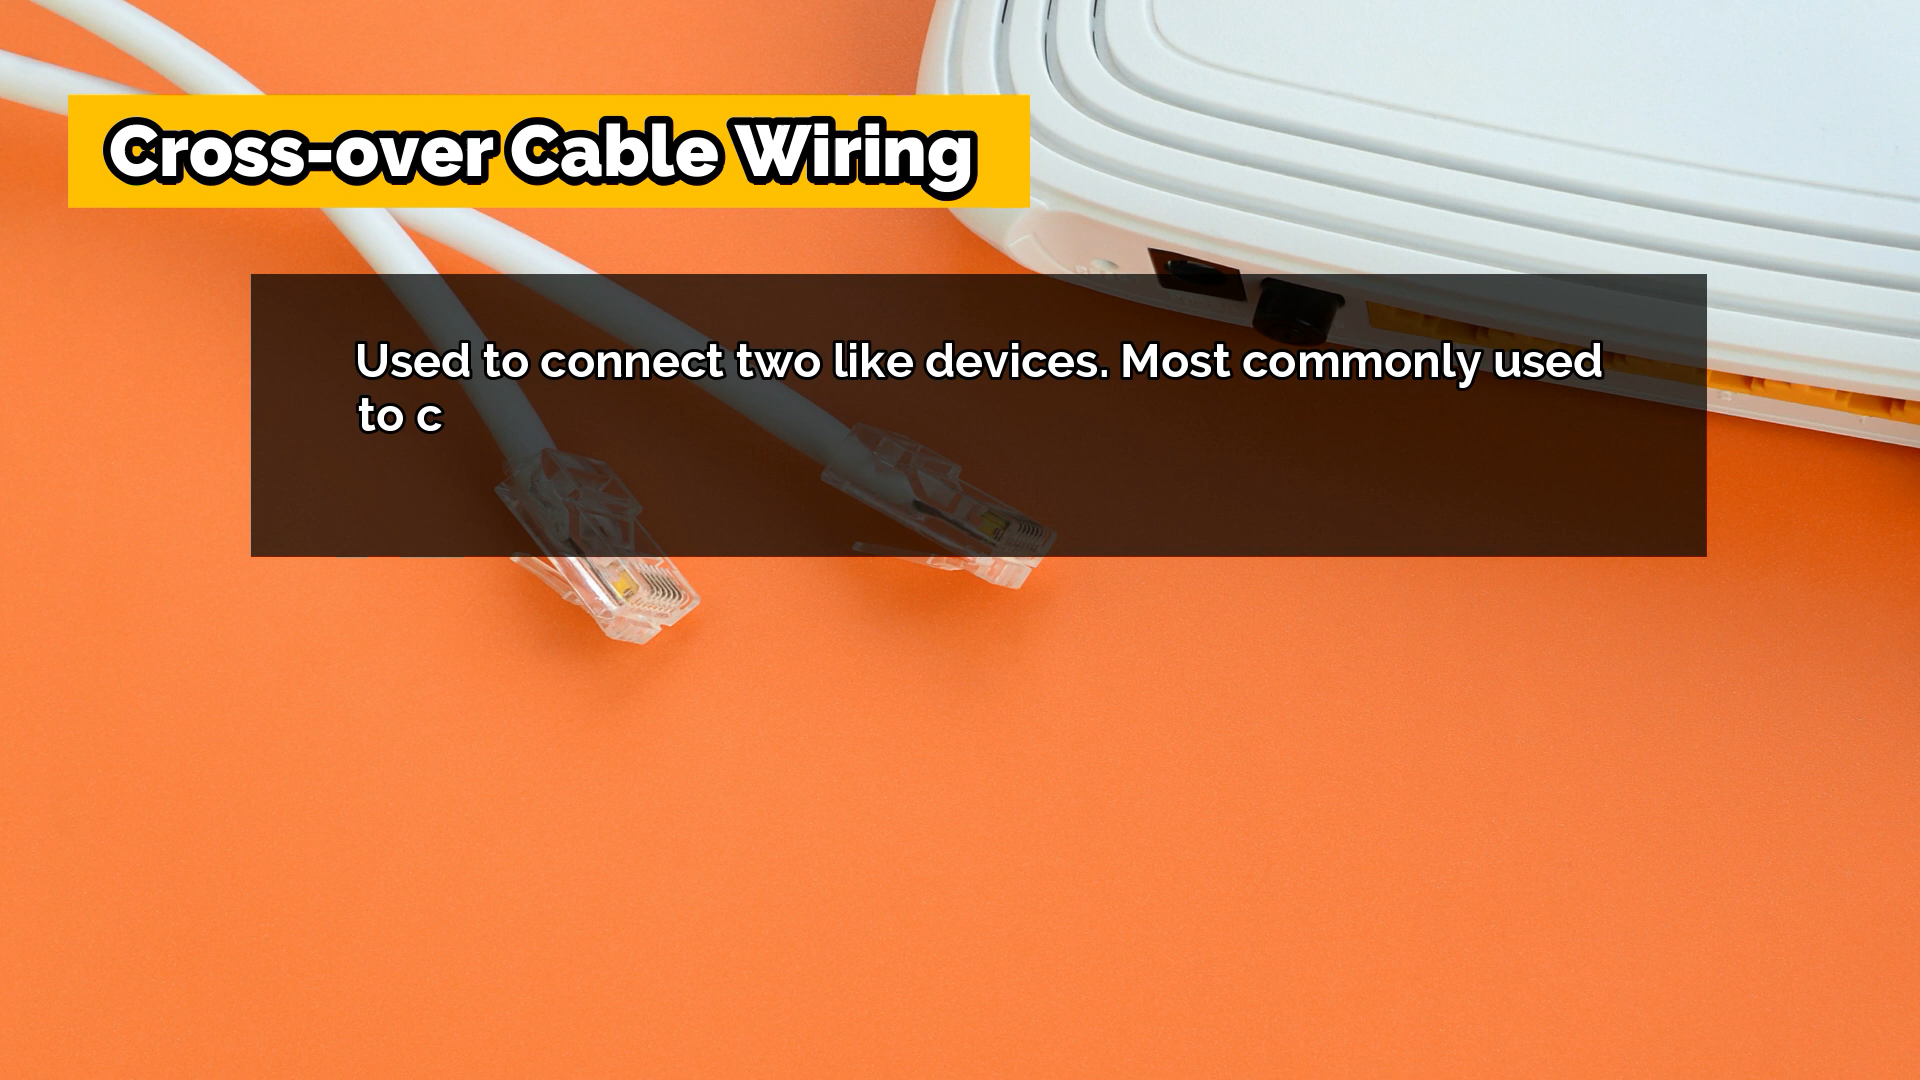 Cross-over Cable Wiring
Used to connect two like devices. Most commonly used
to c